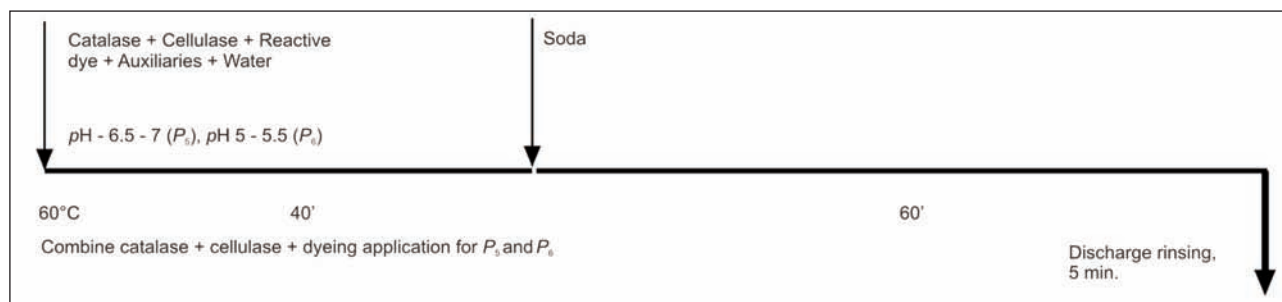 Catalase + Cellulase + Reactive
dye + Auxiliaries + Water
Soda
pH - 6.5 - 7 (P₅), pH 5 - 5.5 (P₆)
60°C
40'
60'
Combine catalase + cellulase + dyeing application for P₅ and P₆
Discharge rinsing,
5 min.